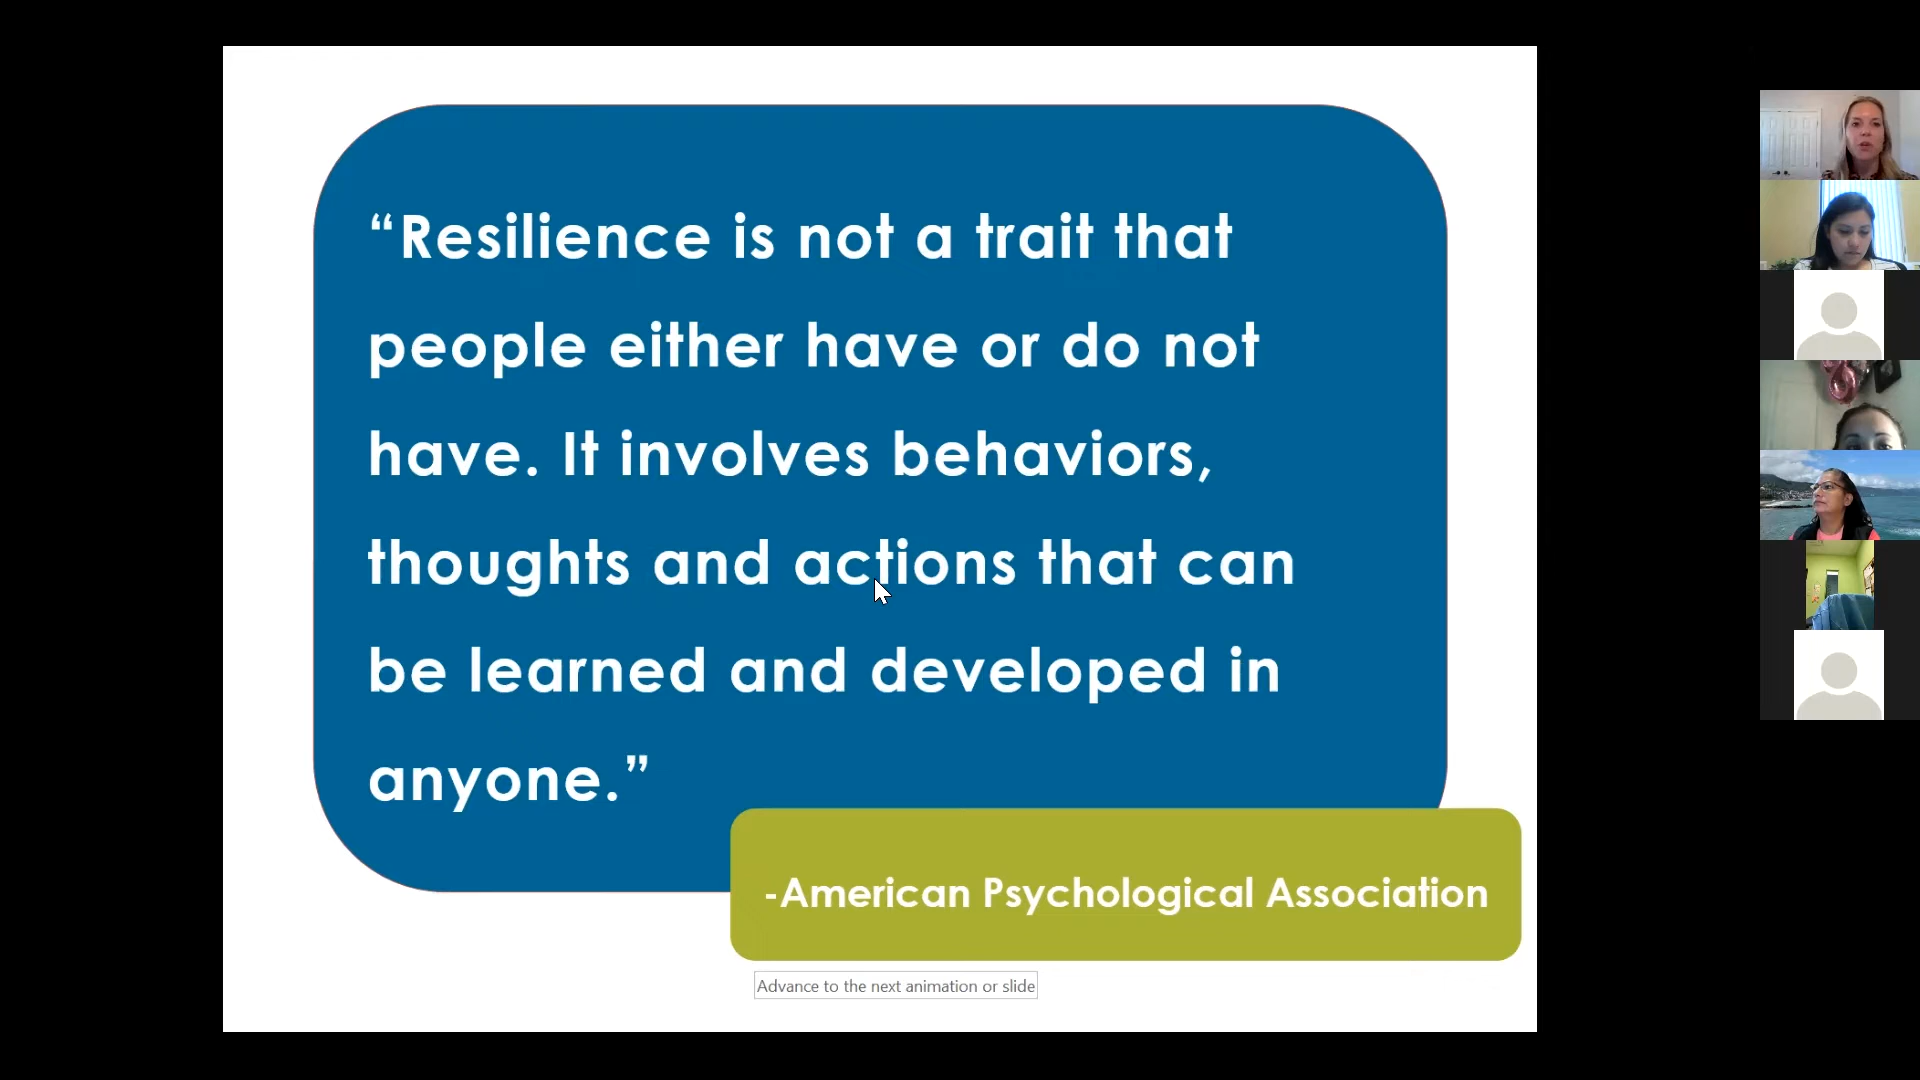 “Resilience is not a trait that
people either have or do not
have. It involves behaviors,
thoughts and actions that can
be learned and developed in
anyone.”
-American Psychological Association
Advance to the next animation or slide